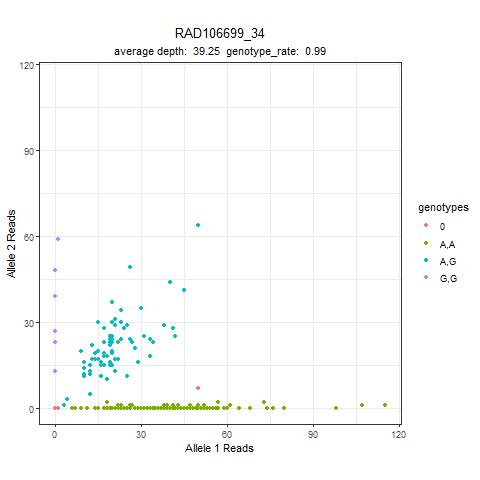 RAD106699_34
average depth:  39.25  genotype_rate:  0.99
120
90
60
30
0
Allele 2 Reads
0
30
60
90
120
Allele 1 Reads
genotypes
0
A,A
A,G
G,G